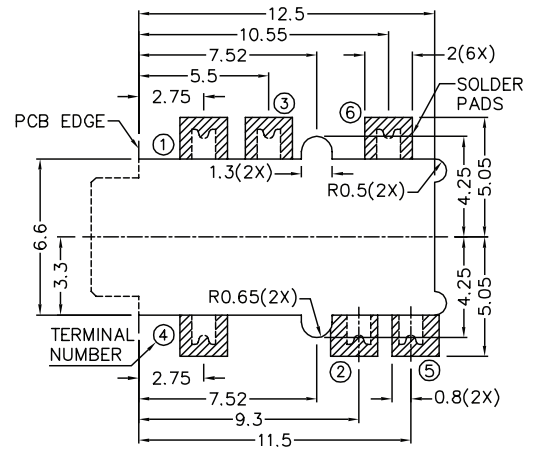 12.5
10.55
7.52
2(6X)
5.5
③
⑥
SOLDER
PADS
2.75
PCB EDGE
①
1.3(2X)
R0.5(2X)
4.25
5.05
6.6
3.3
R0.65(2X)
4.25
5.05
TERMINAL
NUMBER
④
②
⑤
2.75
7.52
0.8(2X)
9.3
11.5